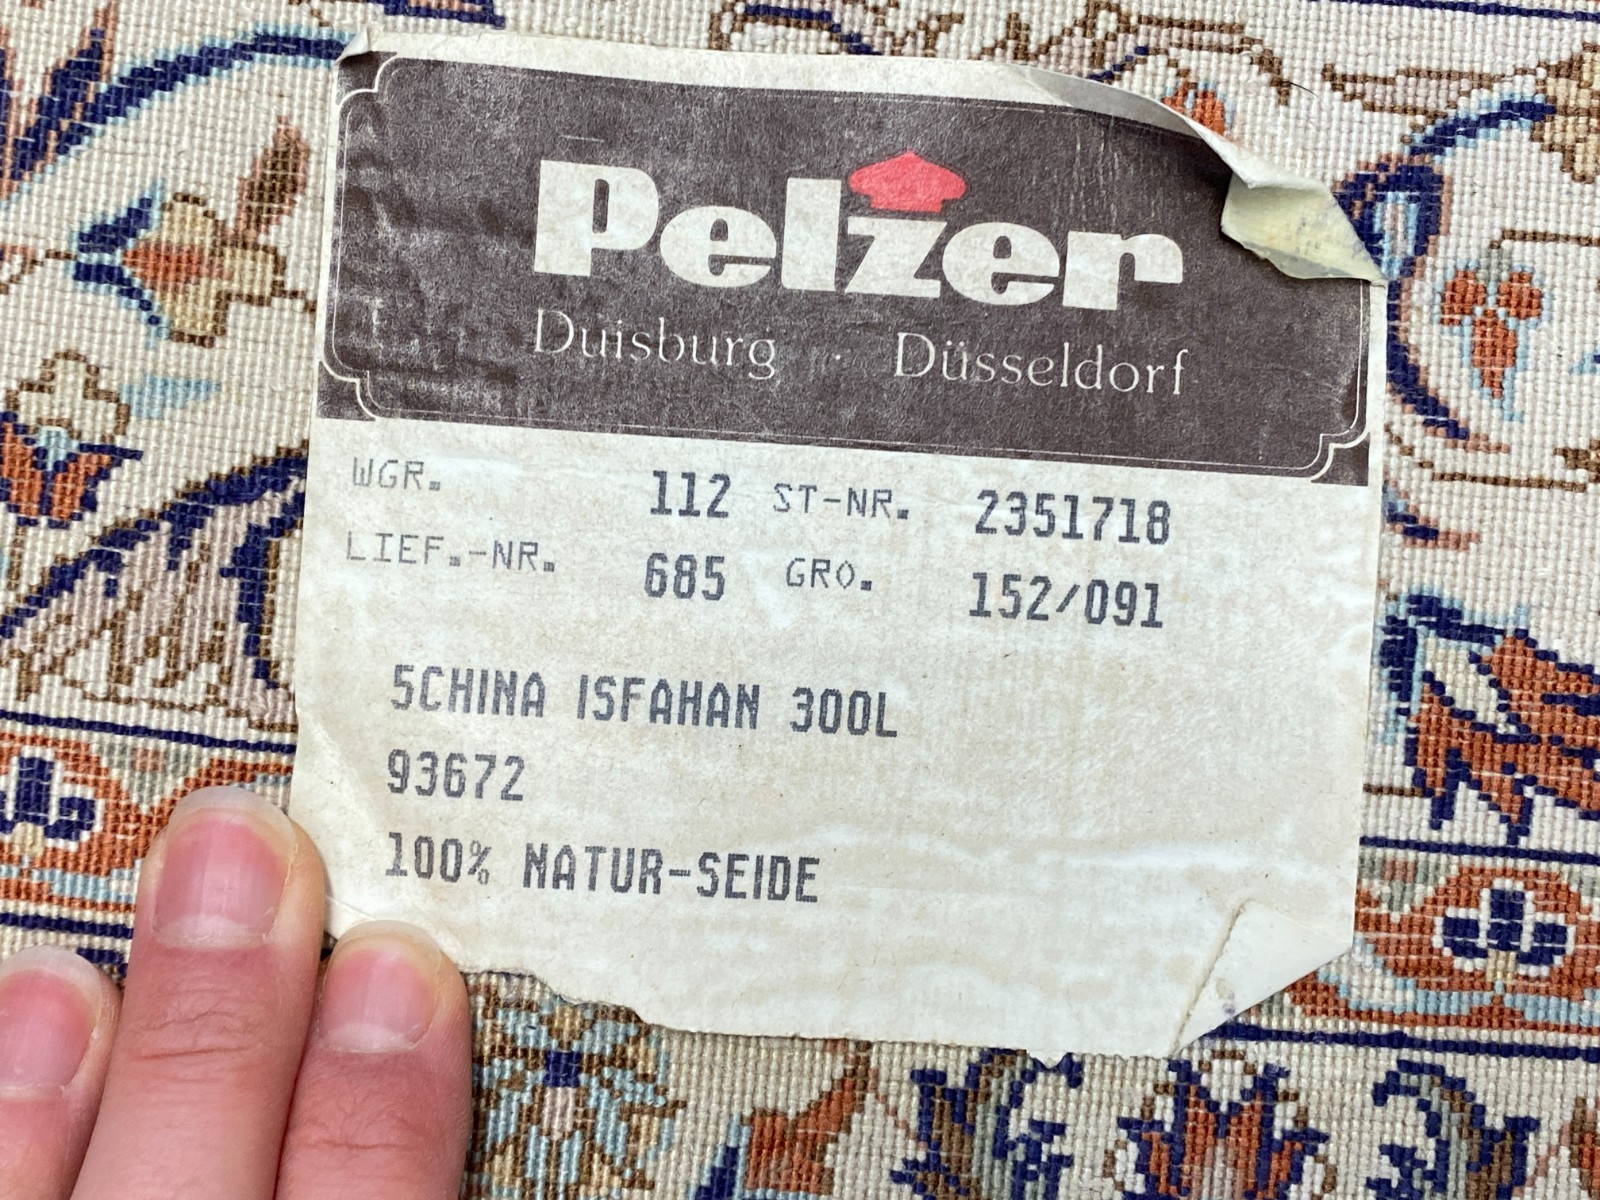 Pelzer
Duisburg · Düsseldorf
WGR. 112 ST-NR. 2351718
LIEF.-NR. 685 GRO. 152/091
5CHINA ISFAHAN 300L
93672
100% NATUR-SEIDE